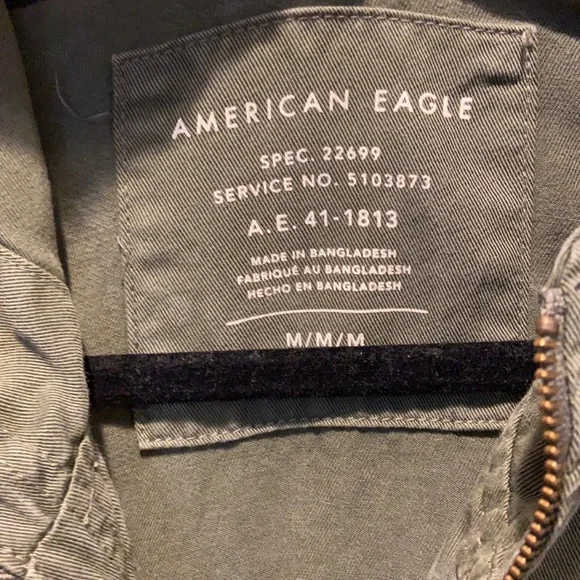 AMERICAN EAGLE
SPEC. 22699
SERVICE NO. 5103873
A.E. 41-1813
MADE IN BANGLADESH
FABRIQUÉ AU BANGLADESH
HECHO EN BANGLADESH
M/M/M